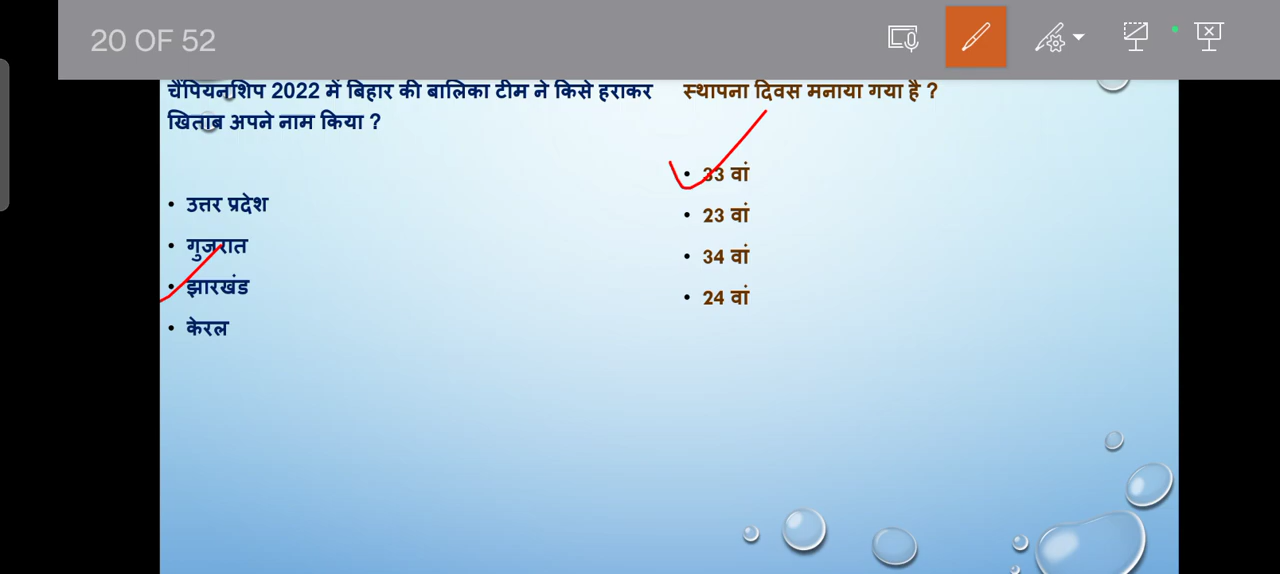 20 OF 52
चैंपियनशिप 2022 में बिहार की बालिका टीम ने किसे हराकर
खिताब अपने नाम किया ?
• उत्तर प्रदेश
• गुजरात
• झारखंड
• केरल
स्थापना दिवस मनाया गया है ?
• 33 वां
• 23 वां
• 34 वां
• 24 वां